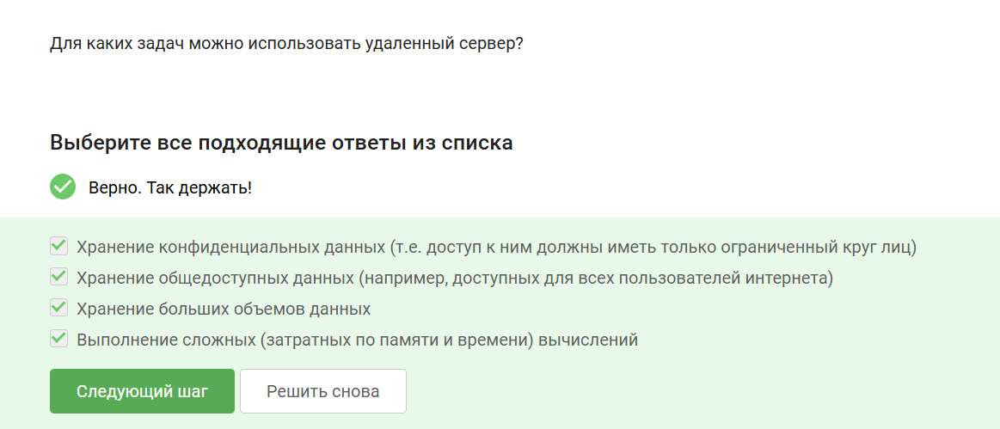 Для каких задач можно использовать удаленный сервер?
Выберите все подходящие ответы из списка
Верно. Так держать!
Хранение конфиденциальных данных (т.е. доступ к ним должны иметь только ограниченный круг лиц)
Хранение общедоступных данных (например, доступных для всех пользователей интернета)
Хранение больших объемов данных
Выполнение сложных (затратных по памяти и времени) вычислений
Следующий шаг
Решить снова